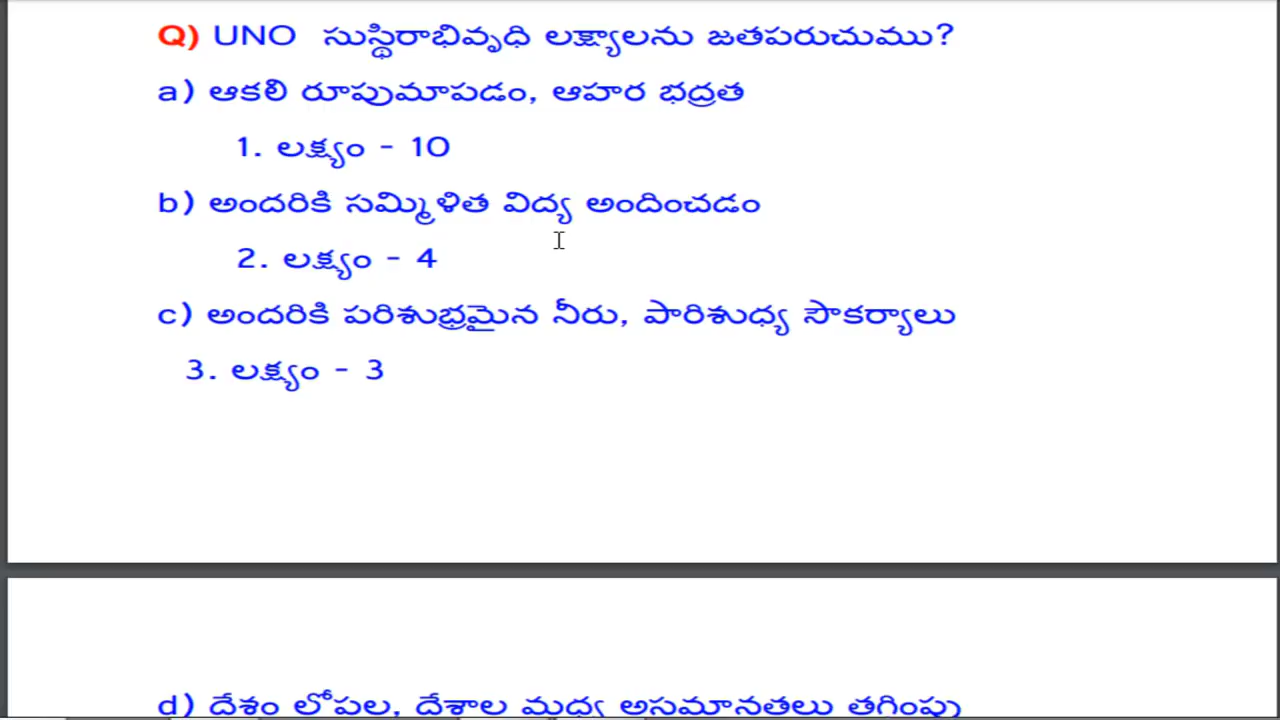 Q) UNO సుస్థిరాభివృధి లక్ష్యాలను జతపరుచుము?
a) ఆకలి రూపుమాపడం, ఆహర భద్రత
1. లక్ష్యం - 10
b) అందరికి సమ్మిళిత విద్య అందించడం
2. లక్ష్యం - 4
c) అందరికి పరిశుభ్రమైన నీరు, పారిశుధ్య సౌకర్యాలు
3. లక్ష్యం - 3
d) దేశం లోపల, దేశాల మధ్య అసమానతలు తగింపు